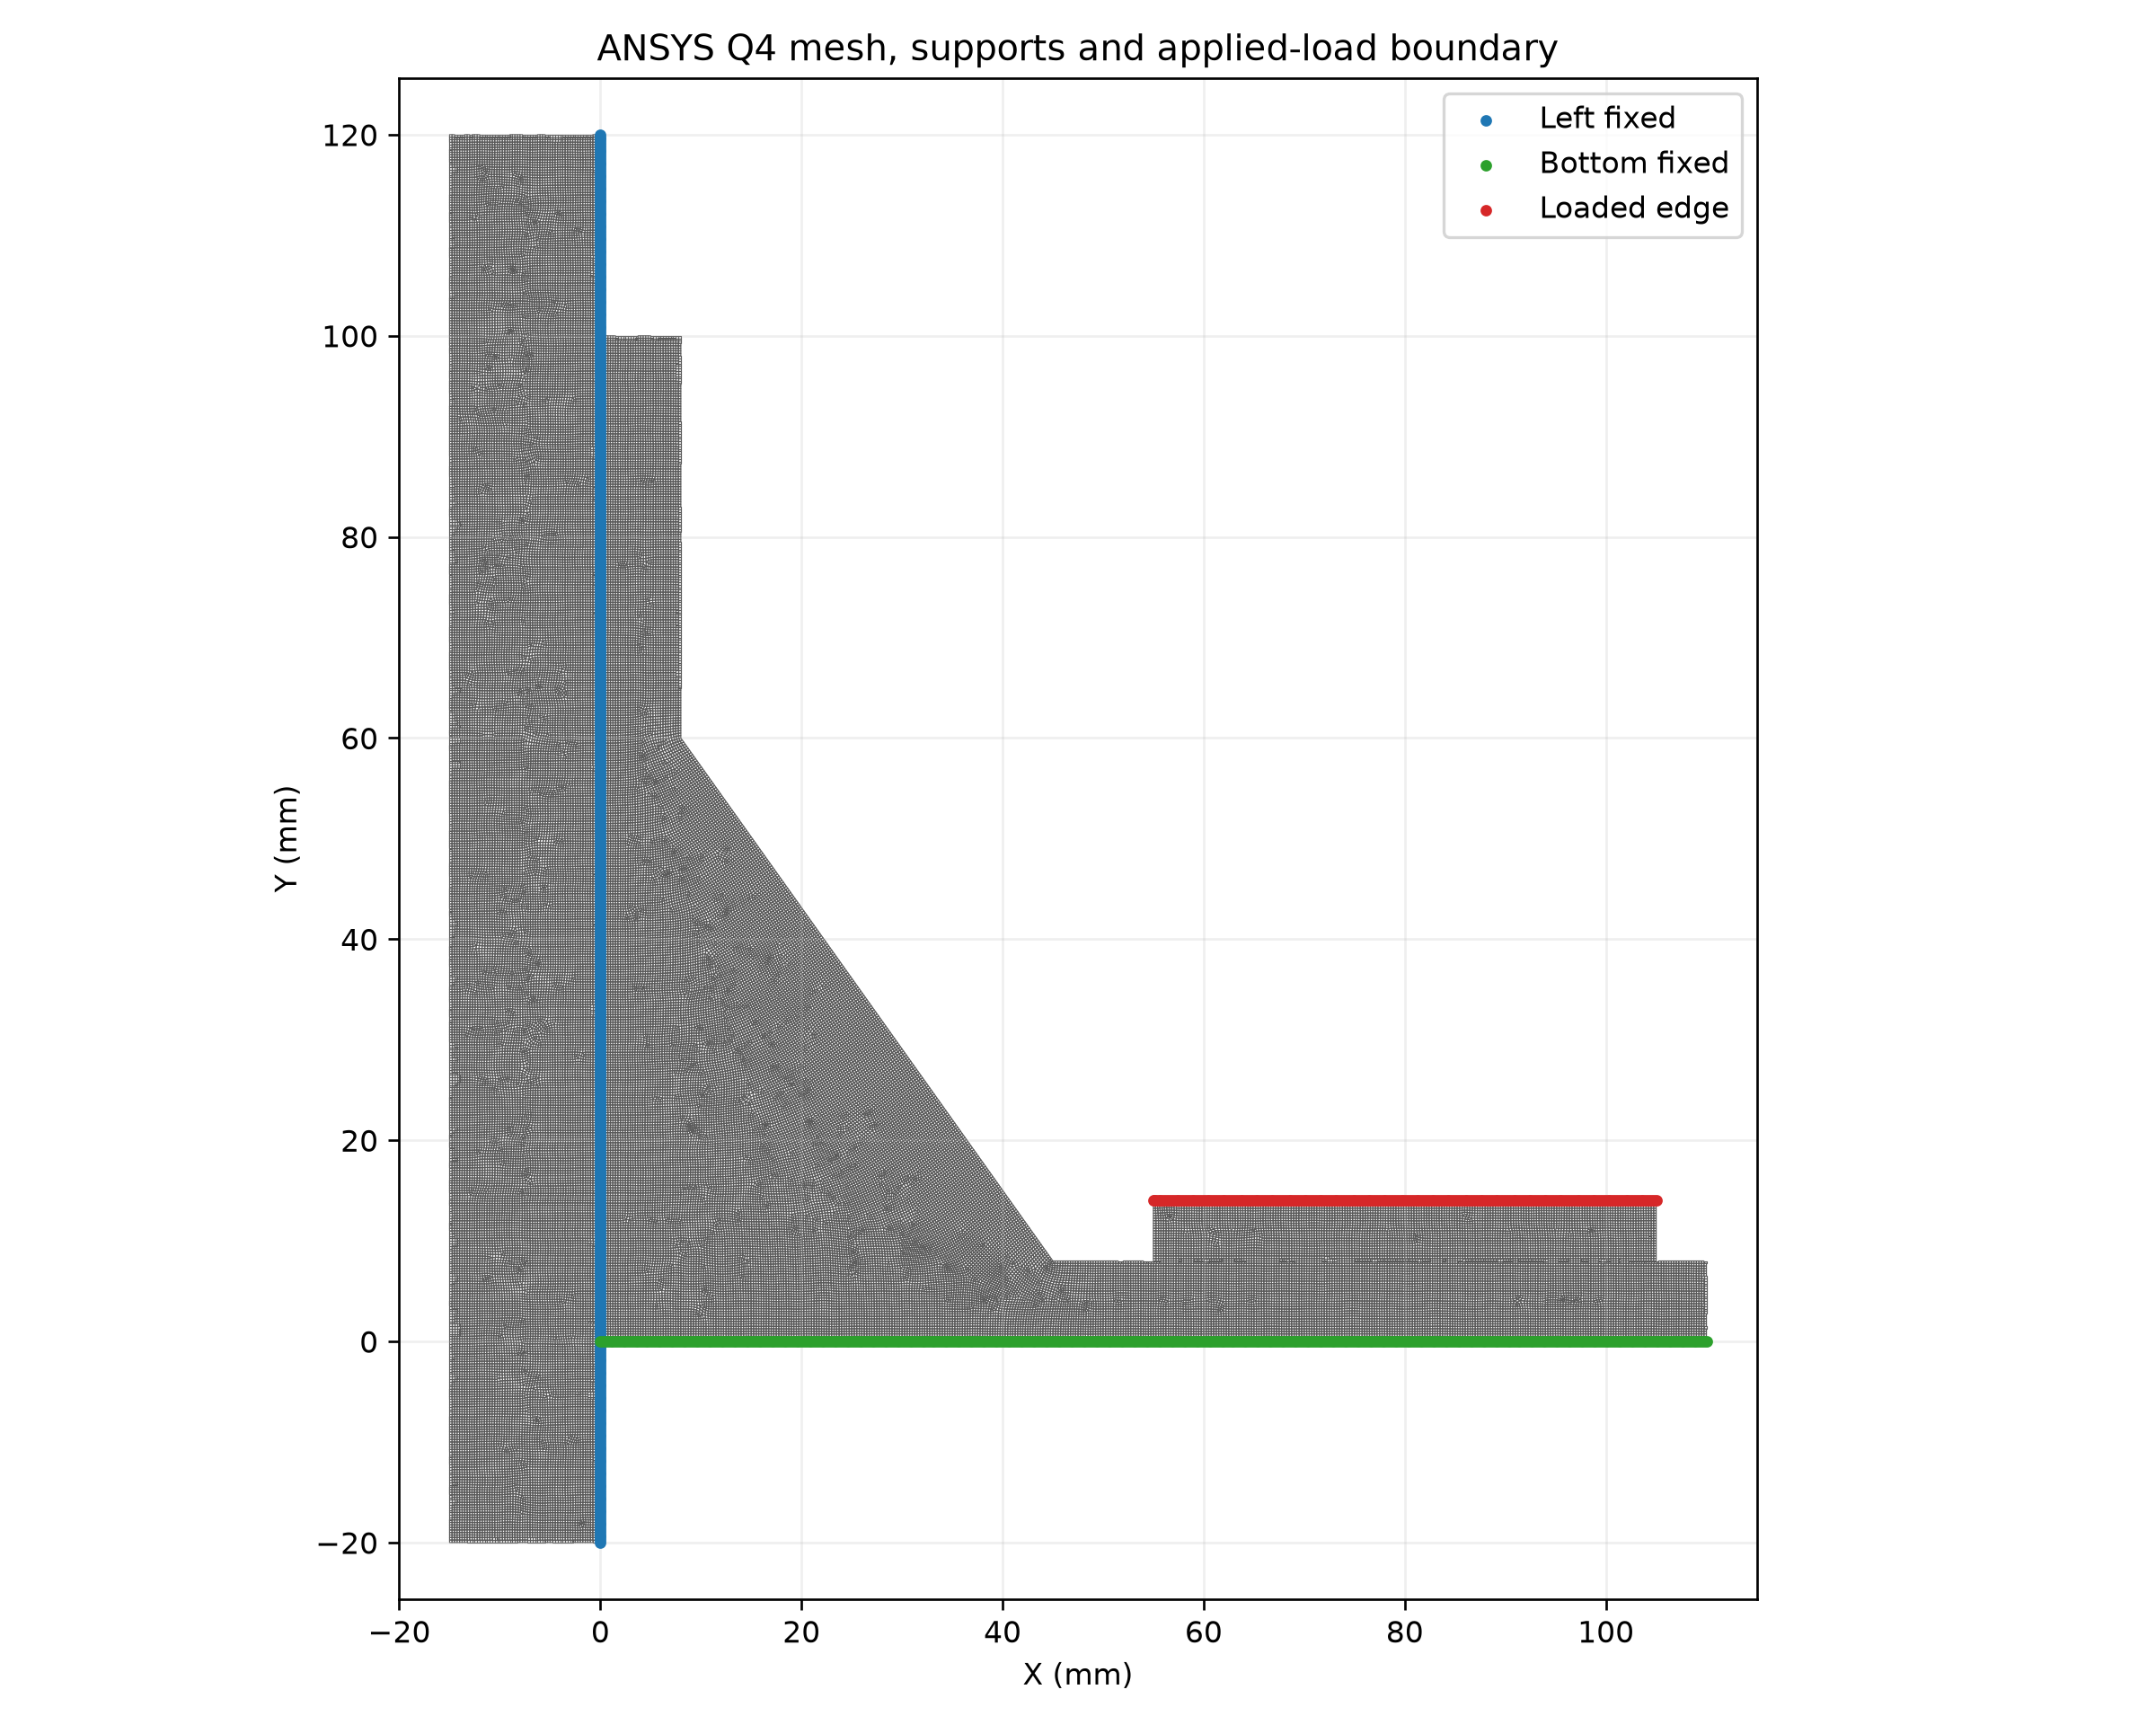 ANSYS Q4 mesh, supports and applied-load boundary
Left fixed
Bottom fixed
Loaded edge
120
100
80
60
40
20
0
−20
Y (mm)
−20 0 20 40 60 80 100
X (mm)